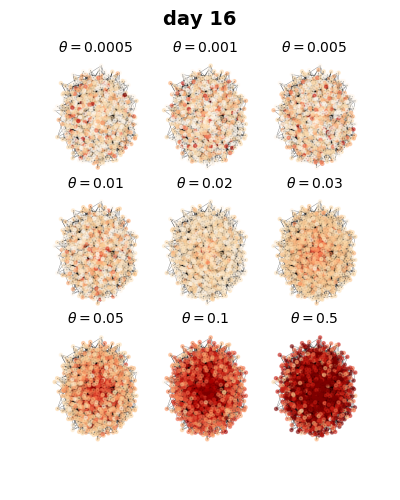 day 16
θ = 0.0005
θ = 0.001
θ = 0.005
θ = 0.01
θ = 0.02
θ = 0.03
θ = 0.05
θ = 0.1
θ = 0.5